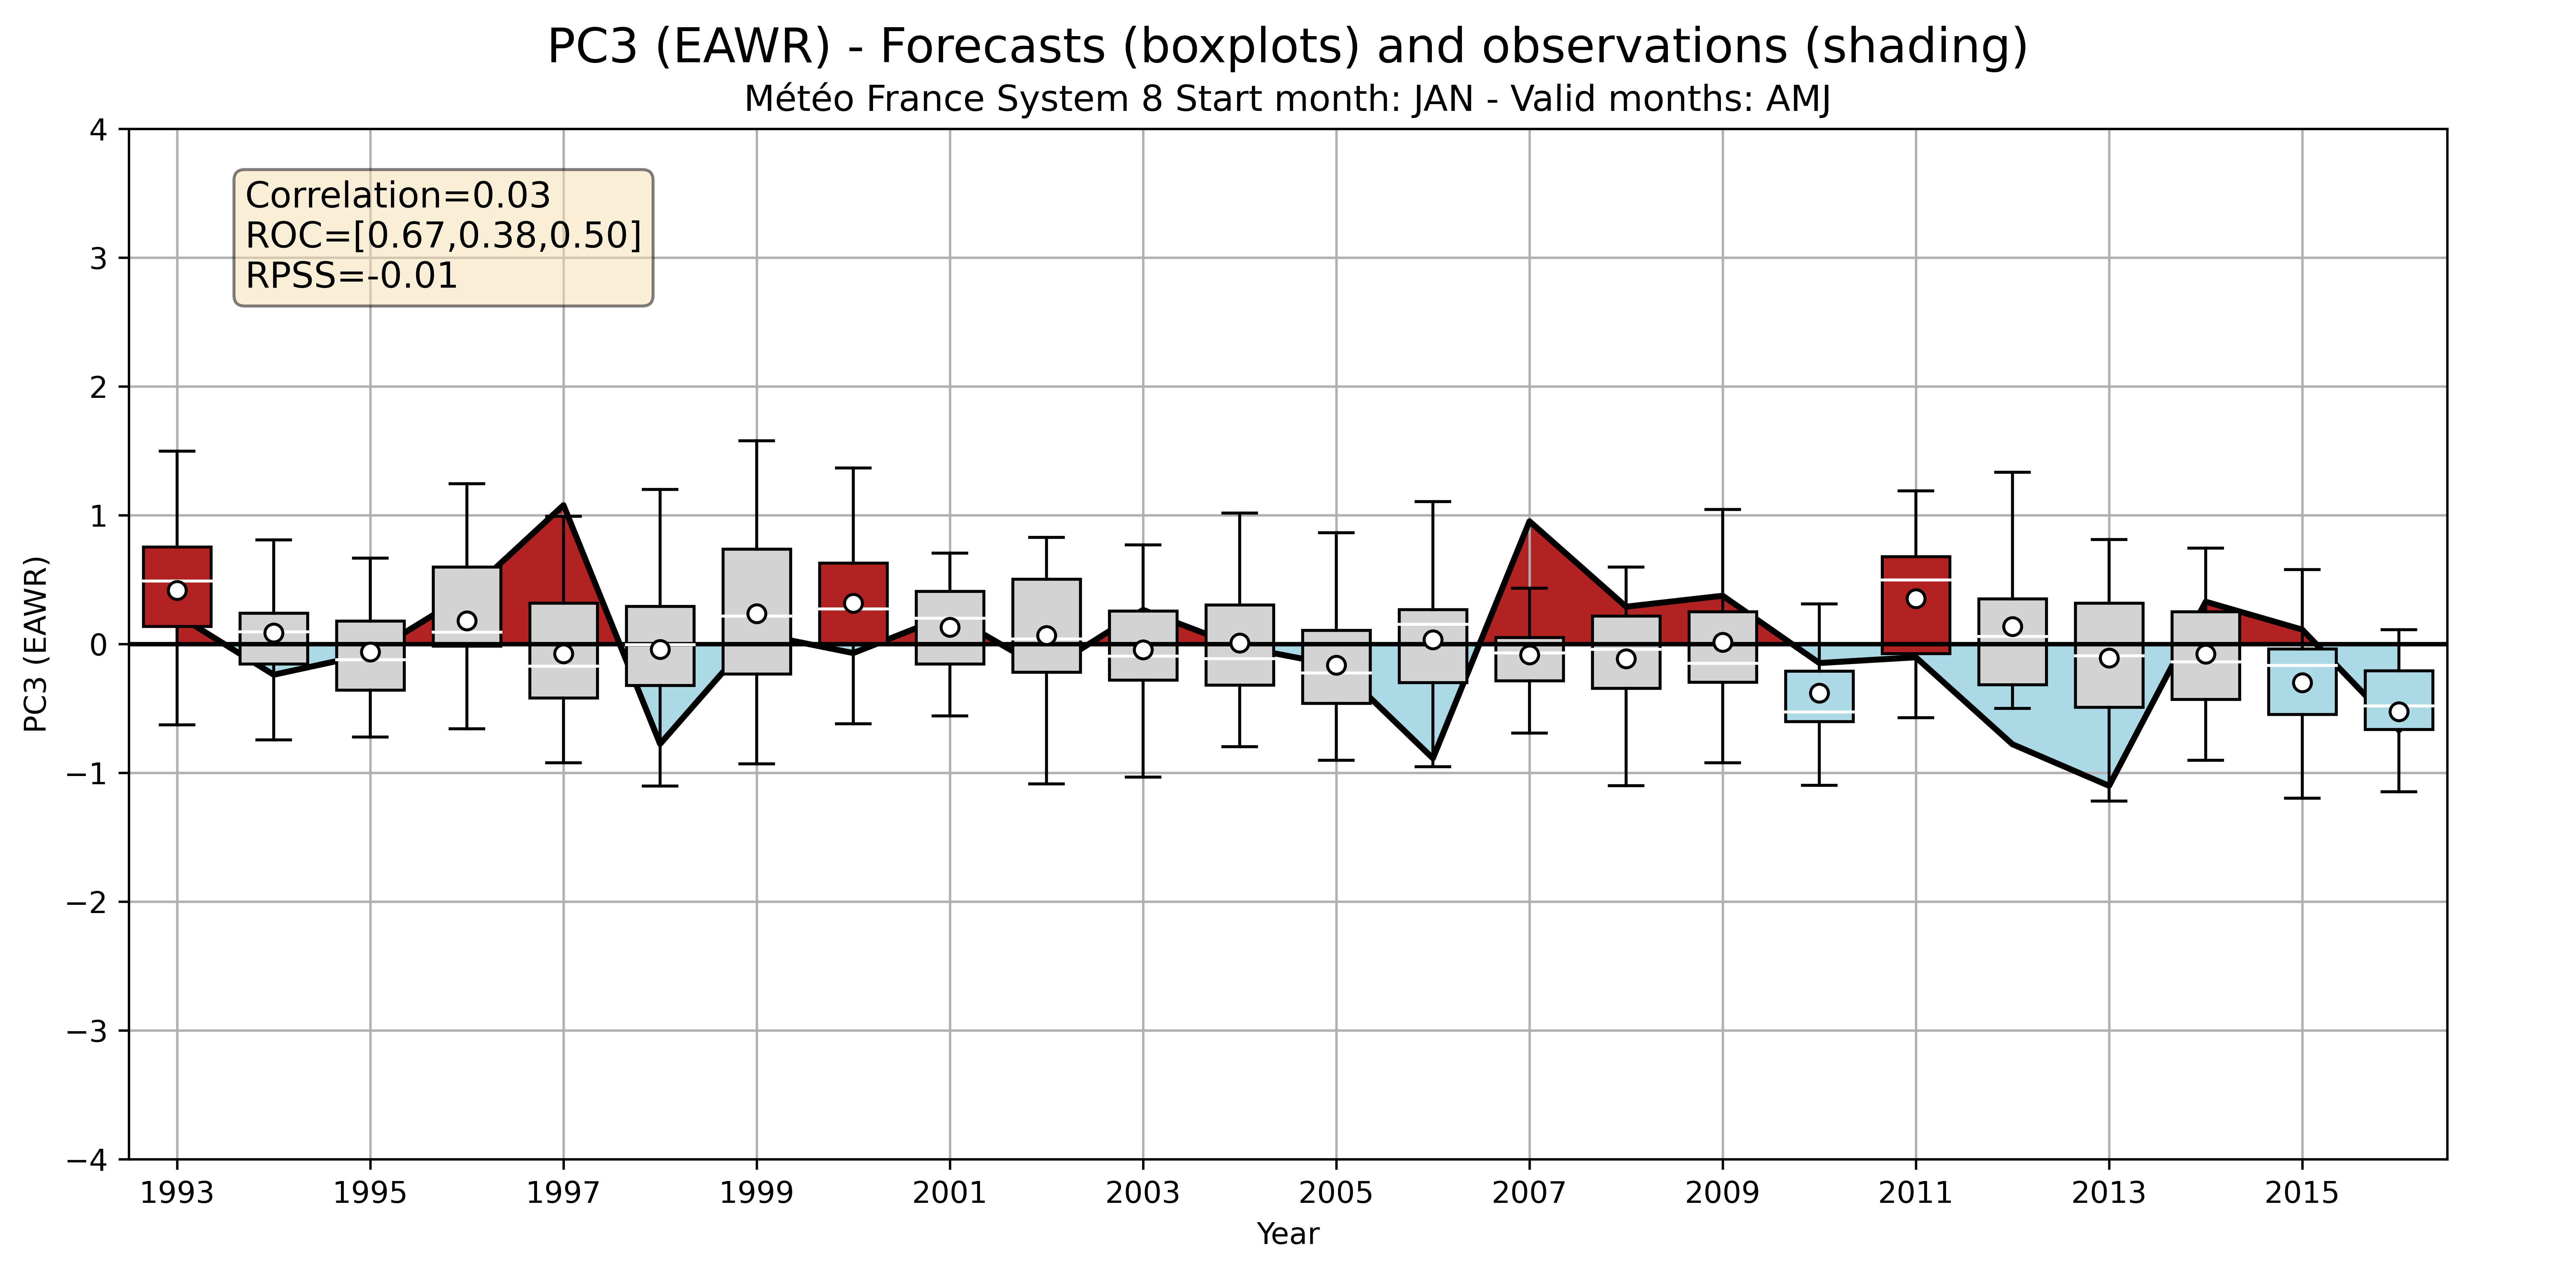 PC3 (EAWR) - Forecasts (boxplots) and observations (shading)
Météo France System 8 Start month: JAN - Valid months: AMJ
Correlation=0.03
ROC=[0.67,0.38,0.50]
RPSS=-0.01
PC3 (EAWR)
4
3
2
1
0
−1
−2
−3
−4
1993 1995 1997 1999 2001 2003 2005 2007 2009 2011 2013 2015
Year